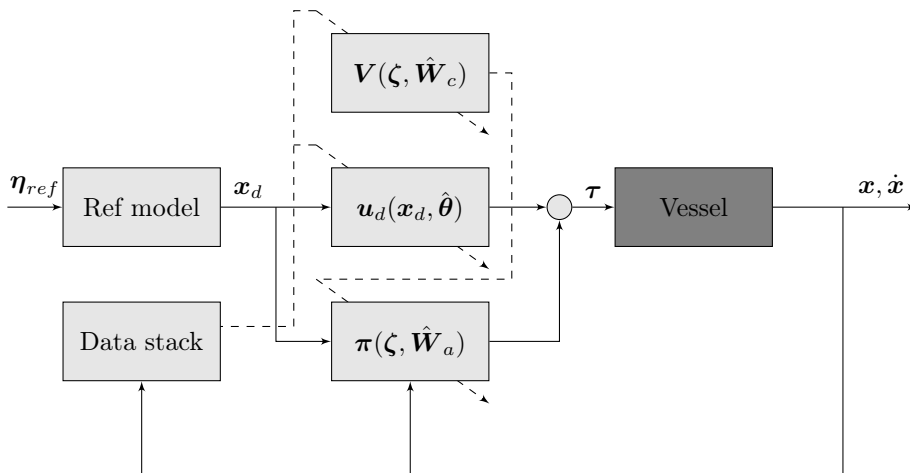 V(ζ, Ŵ_c)
η_ref
Ref model
x_d
u_d(x_d, θ̂)
τ
Vessel
x, ẋ
Data stack
π(ζ, Ŵ_a)